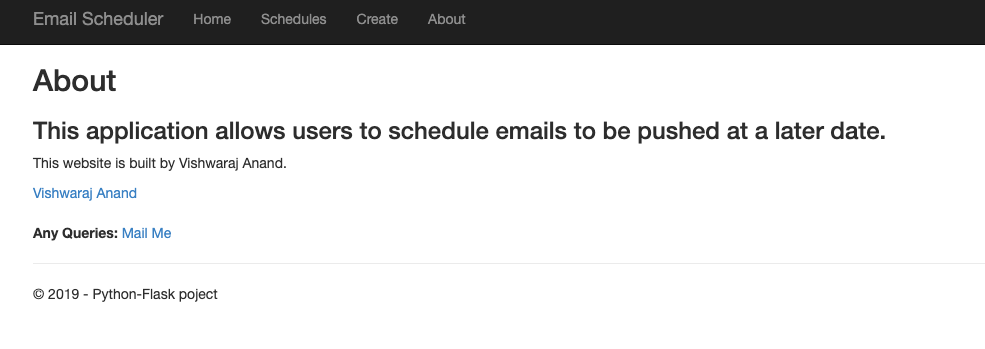 Email Scheduler Home Schedules Create About
About
This application allows users to schedule emails to be pushed at a later date.
This website is built by Vishwaraj Anand.
Vishwaraj Anand
Any Queries: Mail Me
© 2019 - Python-Flask poject